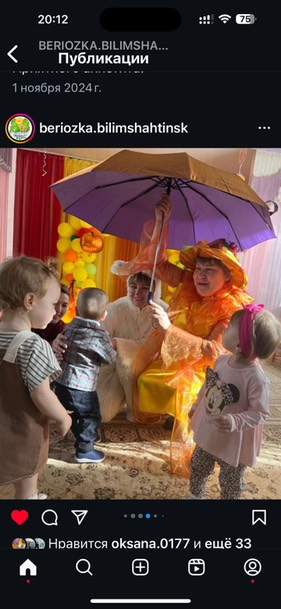 20:12
75
BERIOZKA.BILIMSHA...
Публикации
1 ноября 2024 г.
beriozka.bilimshahtinsk
Нравится oksana.0177 и ещё 33